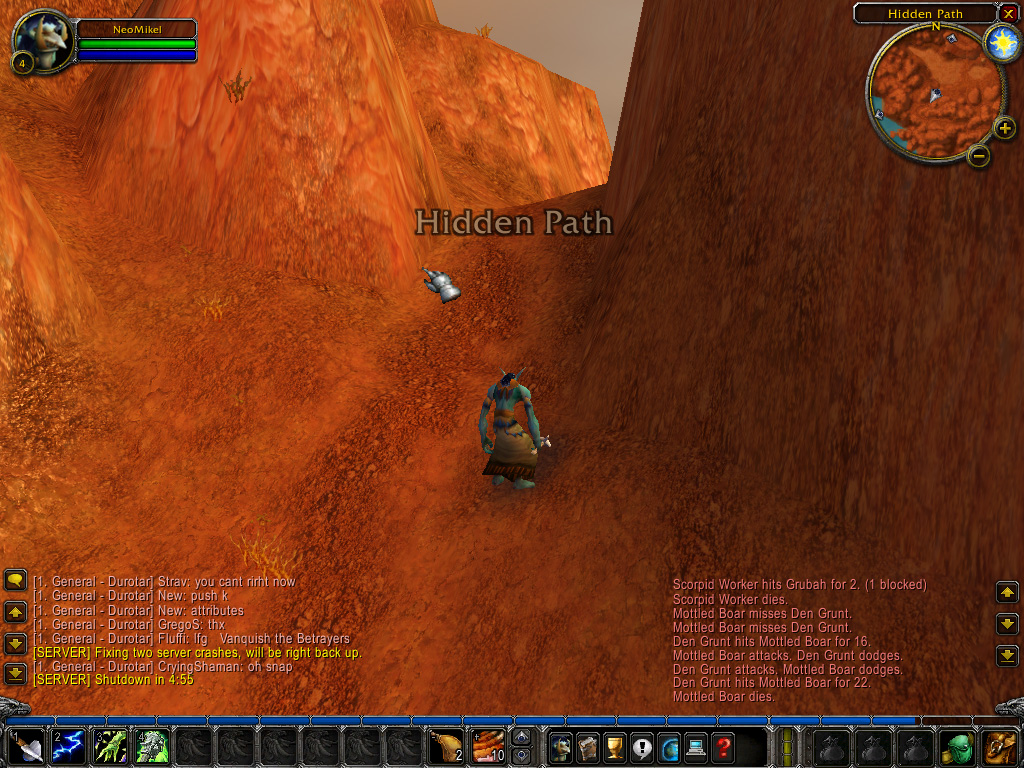 NeoMikel
4
Hidden Path
N
Hidden Path
[1. General - Durotar] Strav: you cant rirht now
[1. General - Durotar] New: push k
[1. General - Durotar] New: attributes
[1. General - Durotar] GregoS: thx
[1. General - Durotar] Fluffi: lfg Vanquish the Betrayers
[SERVER] Fixing two server crashes, will be right back up.
[1. General - Durotar] CryingShaman: oh snap
[SERVER] Shutdown in 4:55
Scorpid Worker hits Grubah for 2. (1 blocked)
Scorpid Worker dies.
Mottled Boar misses Den Grunt.
Mottled Boar misses Den Grunt.
Den Grunt hits Mottled Boar for 16.
Mottled Boar attacks. Den Grunt dodges.
Den Grunt attacks. Mottled Boar dodges.
Den Grunt hits Mottled Boar for 22.
Mottled Boar dies.
1 2 3 4 2 10